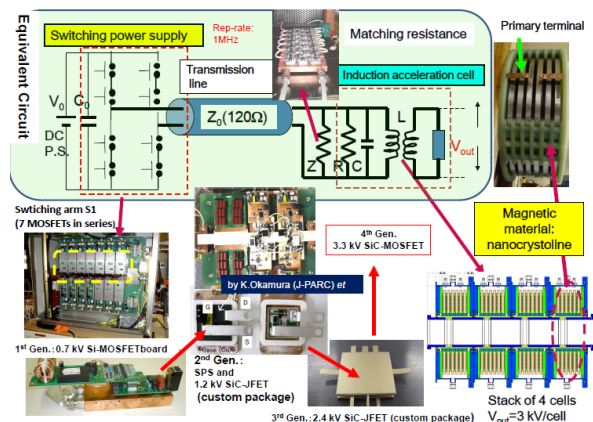 Equivalent Circuit
Switching power supply
Rep-rate:
1MHz
Matching resistance
Primary terminal
Transmission
line
Induction acceleration cell
V0
C0
DC
P.S.
Z0(120Ω)
Z
R
C
L
Vout
Swtiching arm S1
(7 MOSFETs in series)
4th Gen.
3.3 kV SiC-MOSFET
Magnetic
material:
nanocrystoline
by K.Okamura (J-PARC) et
G
D
S
1st Gen.: 0.7 kV Si-MOSFETboard
2nd Gen.:
SPS and
1.2 kV SiC-JFET
(custom package)
3rd Gen.: 2.4 kV SiC-JFET (custom package)
Stack of 4 cells
Vout=3 kV/cell